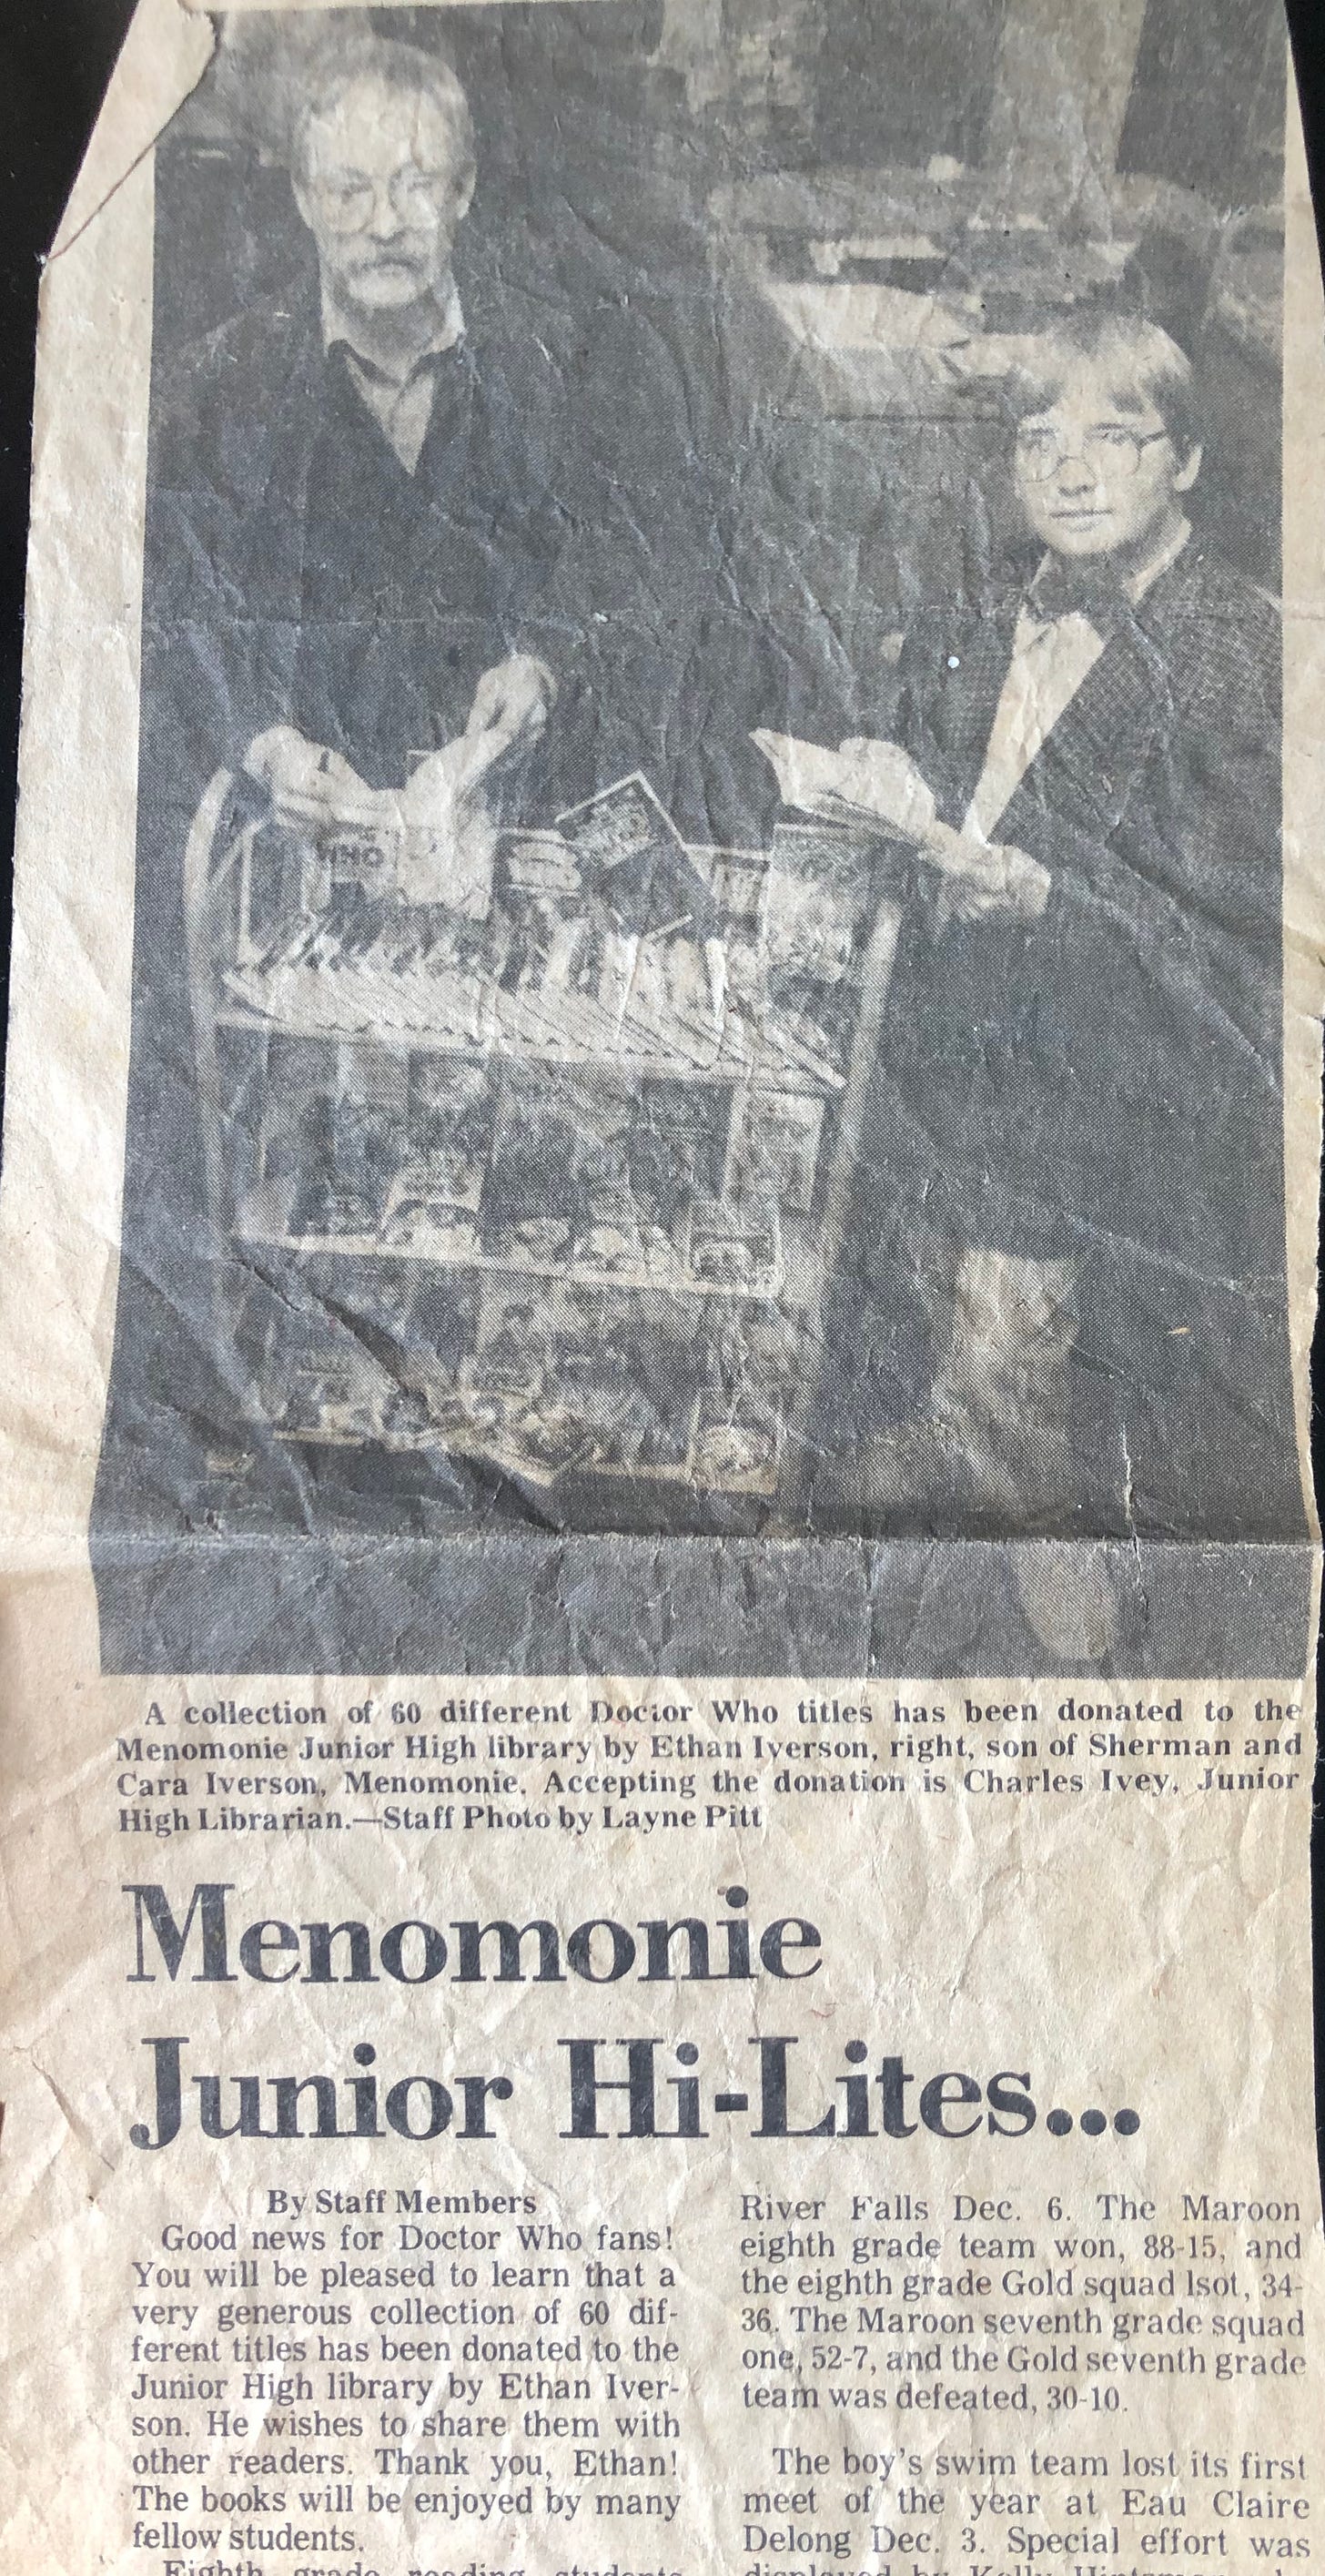 WHO
A collection of 60 different Doctor Who titles has been donated to the
Menomonie Junior High library by Ethan Iverson, right, son of Sherman and
Cara Iverson, Menomonie. Accepting the donation is Charles Ivey, Junior
High Librarian.—Staff Photo by Layne Pitt
Menomonie
Junior Hi-Lites...
By Staff Members
Good news for Doctor Who fans!
You will be pleased to learn that a
very generous collection of 60 dif-
ferent titles has been donated to the
Junior High library by Ethan Iver-
son. He wishes to share them with
other readers. Thank you, Ethan!
The books will be enjoyed by many
fellow students.
Eighth grade reading students
River Falls Dec. 6. The Maroon
eighth grade team won, 88-15, and
the eighth grade Gold squad lsot, 34-
36. The Maroon seventh grade squad
one, 52-7, and the Gold seventh grade
team was defeated, 30-10.
The boy's swim team lost its first
meet of the year at Eau Claire
Delong Dec. 3. Special effort was
displayed by Kelly